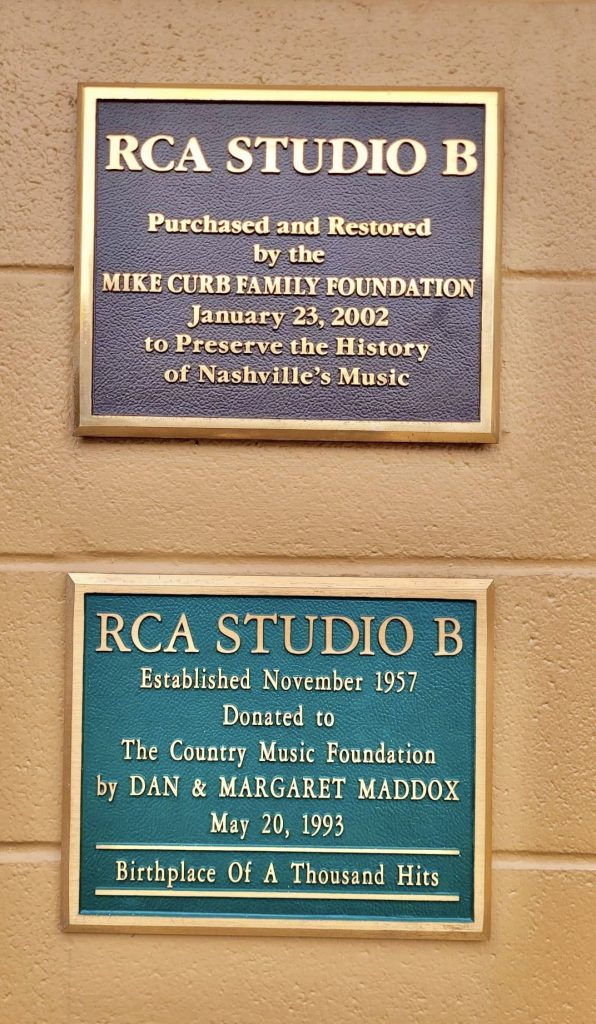 RCA STUDIO B
Purchased and Restored
by the
MIKE CURB FAMILY FOUNDATION
January 23, 2002
to Preserve the History
of Nashville's Music
RCA STUDIO B
Established November 1957
Donated to
The Country Music Foundation
by DAN & MARGARET MADDOX
May 20, 1993
Birthplace Of A Thousand Hits